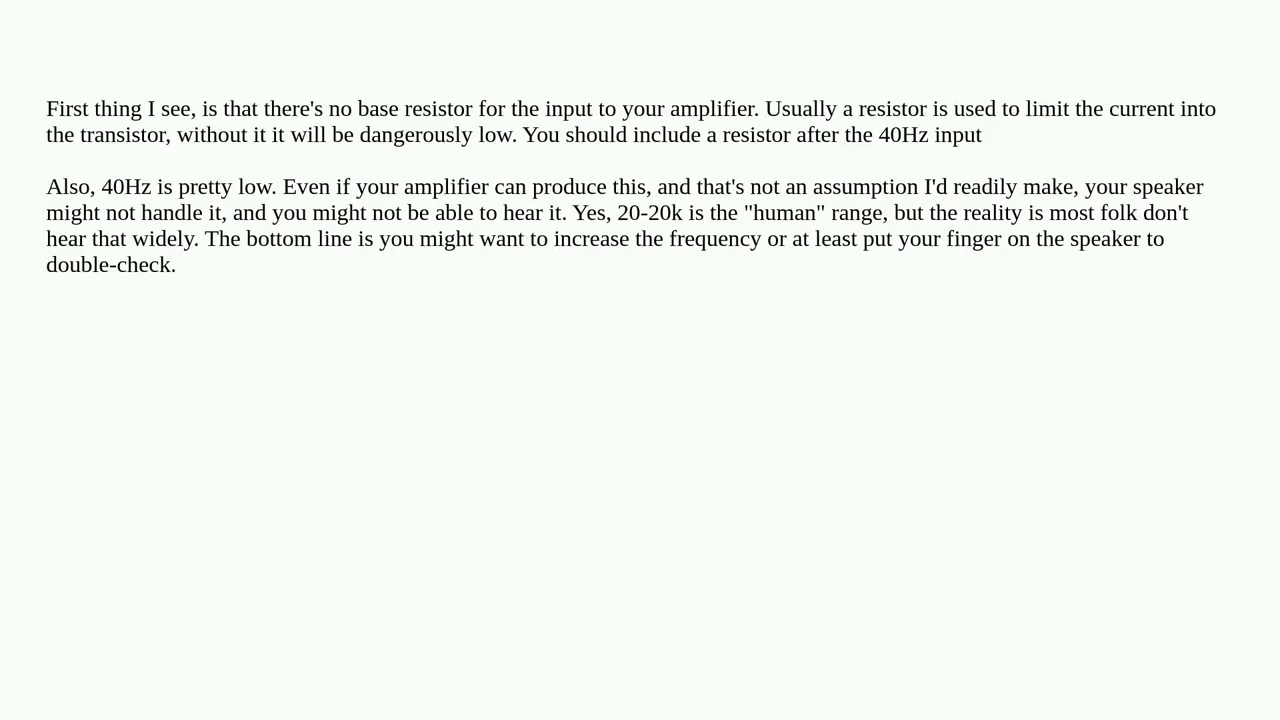 First thing I see, is that there's no base resistor for the input to your amplifier. Usually a resistor is used to limit the current into
the transistor, without it it will be dangerously low. You should include a resistor after the 40Hz input
Also, 40Hz is pretty low. Even if your amplifier can produce this, and that's not an assumption I'd readily make, your speaker
might not handle it, and you might not be able to hear it. Yes, 20-20k is the "human" range, but the reality is most folk don't
hear that widely. The bottom line is you might want to increase the frequency or at least put your finger on the speaker to
double-check.